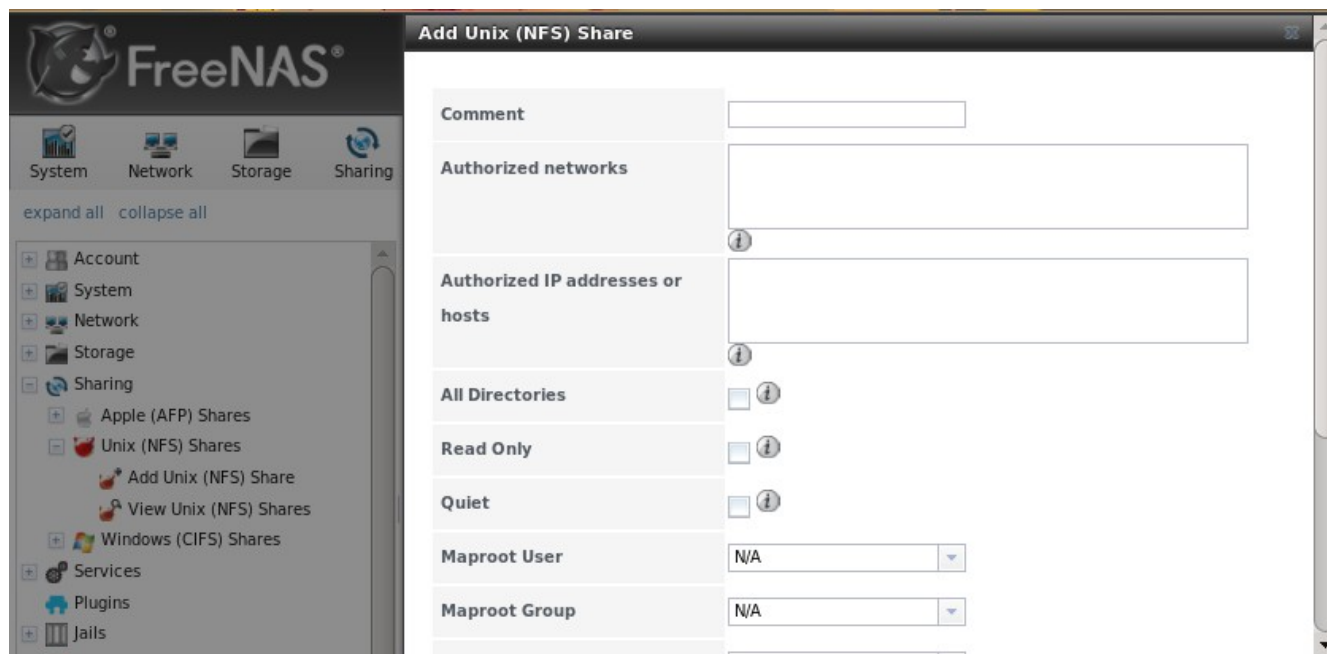 FreeNAS®
System Network Storage Sharing
expand all collapse all
Account
System
Network
Storage
Sharing
Apple (AFP) Shares
Unix (NFS) Shares
Add Unix (NFS) Share
View Unix (NFS) Shares
Windows (CIFS) Shares
Services
Plugins
Jails
Add Unix (NFS) Share
Comment
Authorized networks
Authorized IP addresses or
hosts
All Directories
Read Only
Quiet
Maproot User N/A
Maproot Group N/A